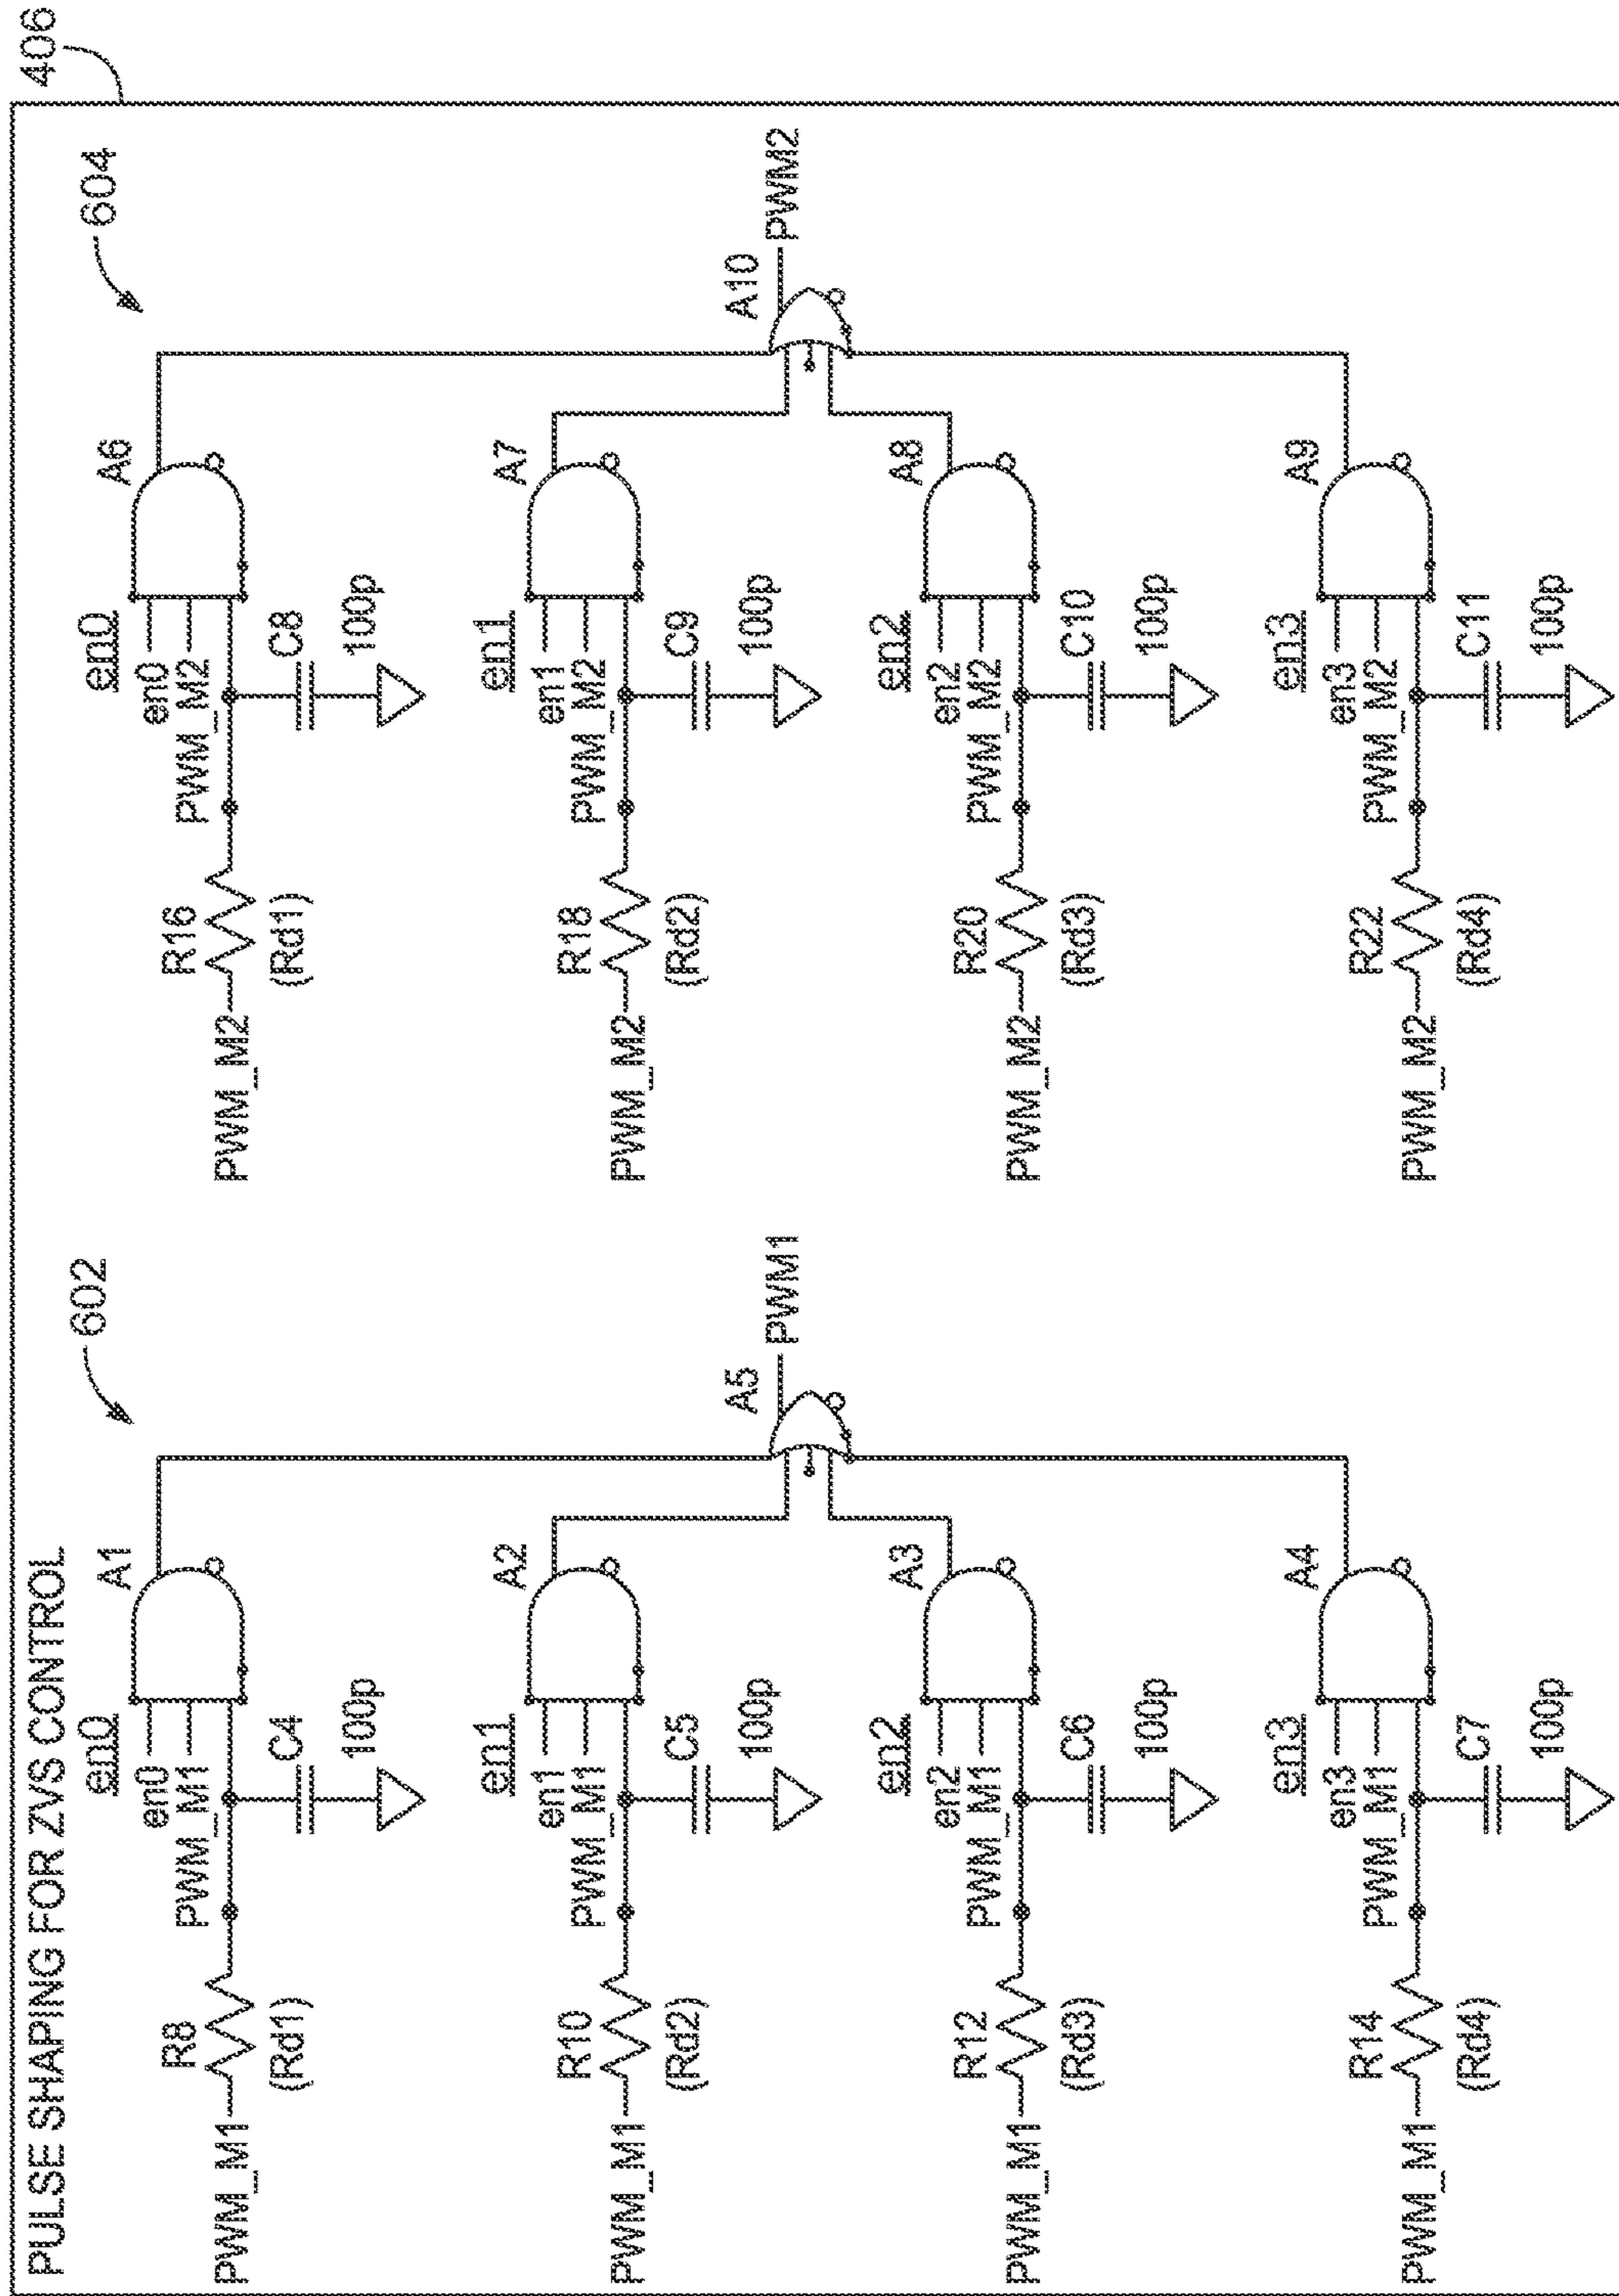 406
PULSE SHAPING FOR ZVS CONTROL
602
en0
A1
en0
PWM_M1
PWM_M1
R8
(Rd1)
C4
100p
en1
A2
en1
PWM_M1
PWM_M1
R10
(Rd2)
C5
100p
A5
PWM1
en2
A3
en2
PWM_M1
PWM_M1
R12
(Rd3)
C6
100p
en3
A4
en3
PWM_M1
PWM_M1
R14
(Rd4)
C7
100p
604
en0
A6
en0
PWM_M2
PWM_M2
R16
(Rd1)
C8
100p
en1
A7
en1
PWM_M2
PWM_M2
R18
(Rd2)
C9
100p
A10
PWM2
en2
A8
en2
PWM_M2
PWM_M2
R20
(Rd3)
C10
100p
en3
A9
en3
PWM_M2
PWM_M2
R22
(Rd4)
C11
100p